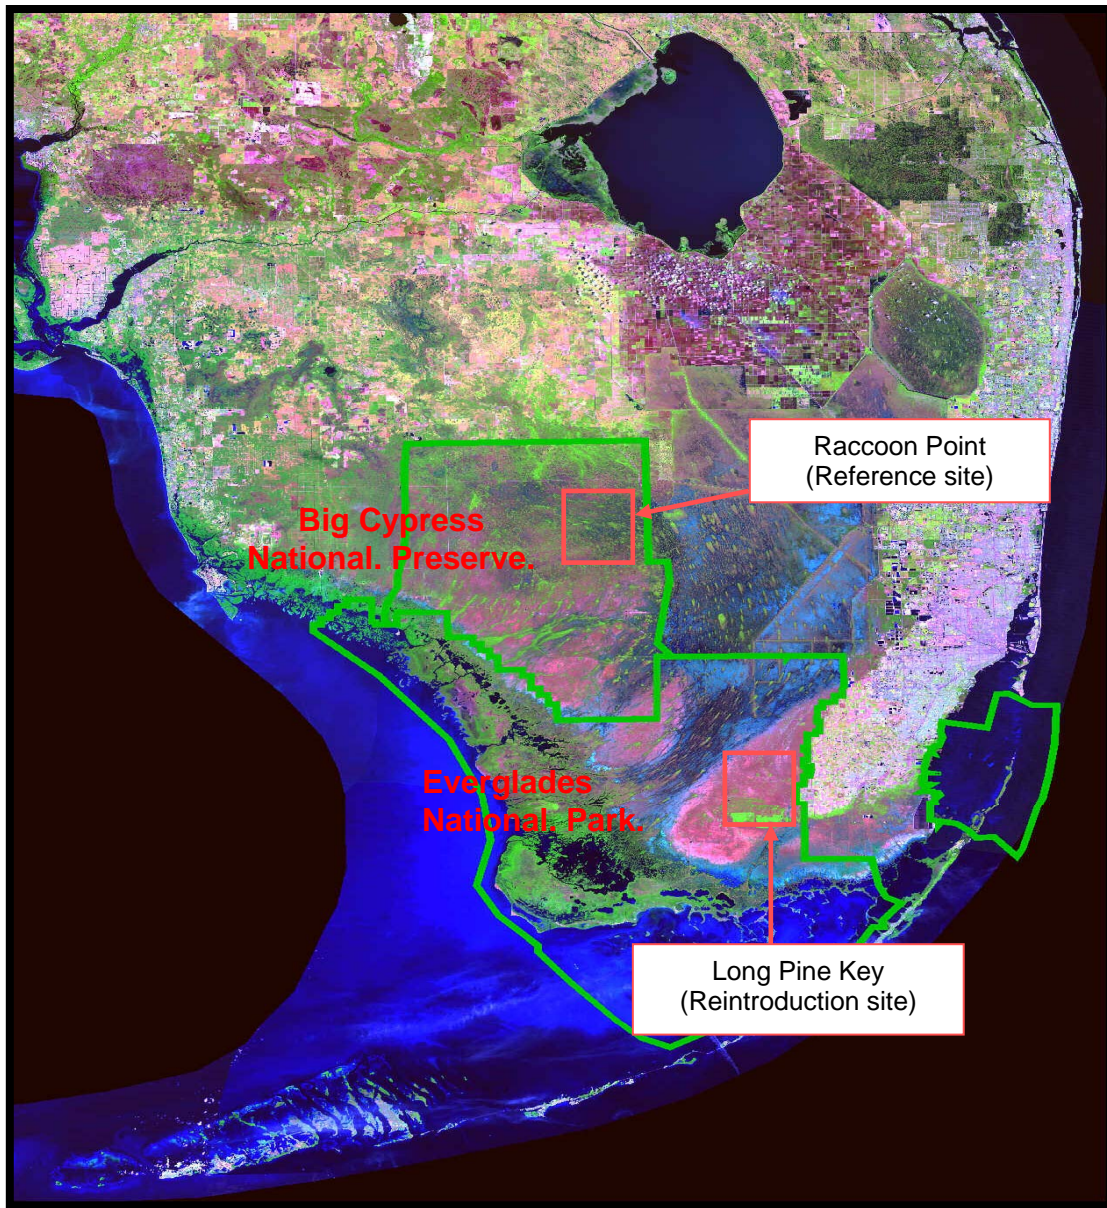 Raccoon Point
(Reference site)
Big Cypress
National. Preserve.
Everglades
National. Park.
Long Pine Key
(Reintroduction site)